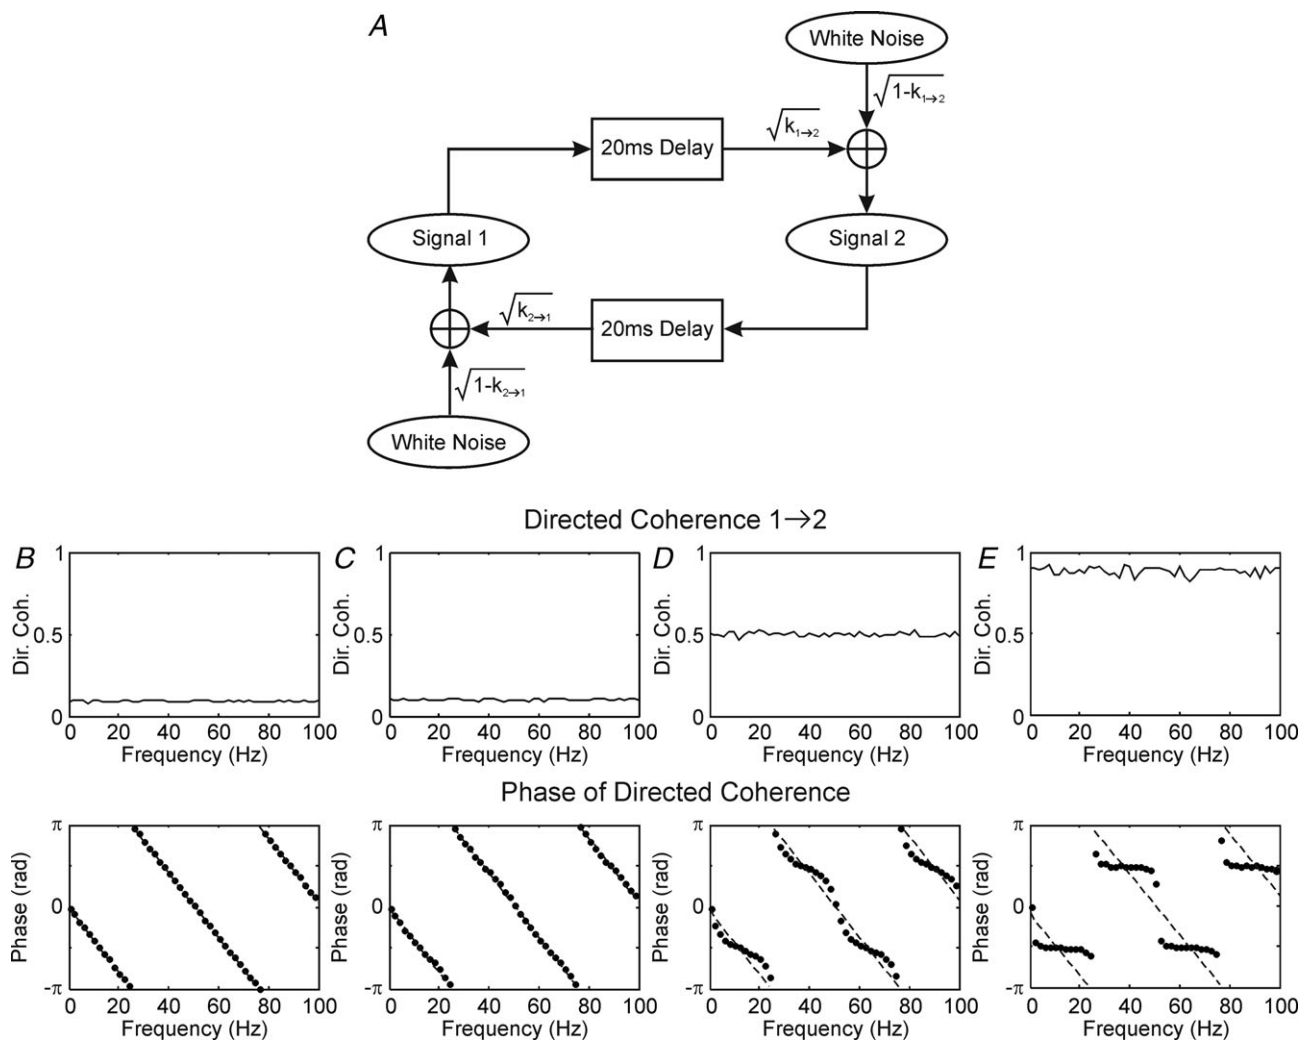 A
White Noise
√1-k1→2
20ms Delay
√k1→2
Signal 1
Signal 2
√k2→1
20ms Delay
√1-k2→1
White Noise
Directed Coherence 1→2
B
C
D
E
1
0.5
0
Dir. Coh.
0 20 40 60 80 100
Frequency (Hz)
1
0.5
0
Dir. Coh.
0 20 40 60 80 100
Frequency (Hz)
1
0.5
0
Dir. Coh.
0 20 40 60 80 100
Frequency (Hz)
1
0.5
0
Dir. Coh.
0 20 40 60 80 100
Frequency (Hz)
Phase of Directed Coherence
π
0
-π
Phase (rad)
0 20 40 60 80 100
Frequency (Hz)
π
0
-π
Phase (rad)
0 20 40 60 80 100
Frequency (Hz)
π
0
-π
Phase (rad)
0 20 40 60 80 100
Frequency (Hz)
π
0
-π
Phase (rad)
0 20 40 60 80 100
Frequency (Hz)